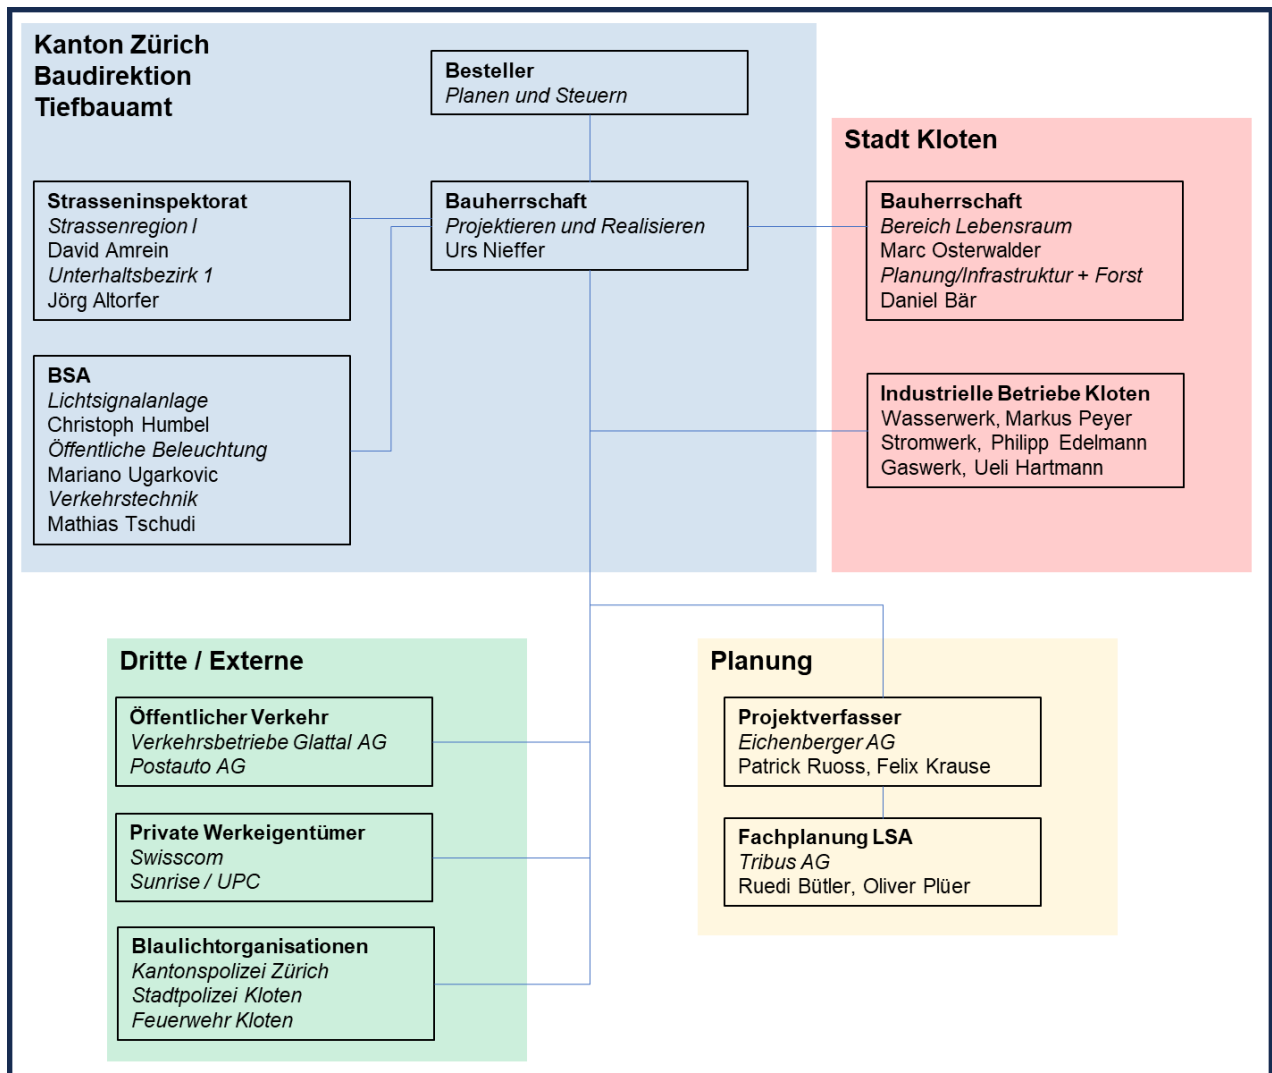 Kanton Zürich
Baudirektion
Tiefbauamt
Besteller
Planen und Steuern
Strasseninspektorat
Strassenregion I
David Amrein
Unterhaltsbezirk 1
Jörg Altorfer
Bauherrschaft
Projektieren und Realisieren
Urs Nieffer
BSA
Lichtsignalanlage
Christoph Humbel
Öffentliche Beleuchtung
Mariano Ugarkovic
Verkehrstechnik
Mathias Tschudi
Stadt Kloten
Bauherrschaft
Bereich Lebensraum
Marc Osterwalder
Planung/Infrastruktur + Forst
Daniel Bär
Industrielle Betriebe Kloten
Wasserwerk, Markus Peyer
Stromwerk, Philipp Edelmann
Gaswerk, Ueli Hartmann
Dritte / Externe
Öffentlicher Verkehr
Verkehrsbetriebe Glattal AG
Postauto AG
Private Werkeigentümer
Swisscom
Sunrise / UPC
Blaulichtorganisationen
Kantonspolizei Zürich
Stadtpolizei Kloten
Feuerwehr Kloten
Planung
Projektverfasser
Eichenberger AG
Patrick Ruoss, Felix Krause
Fachplanung LSA
Tribus AG
Ruedi Bütler, Oliver Plüer